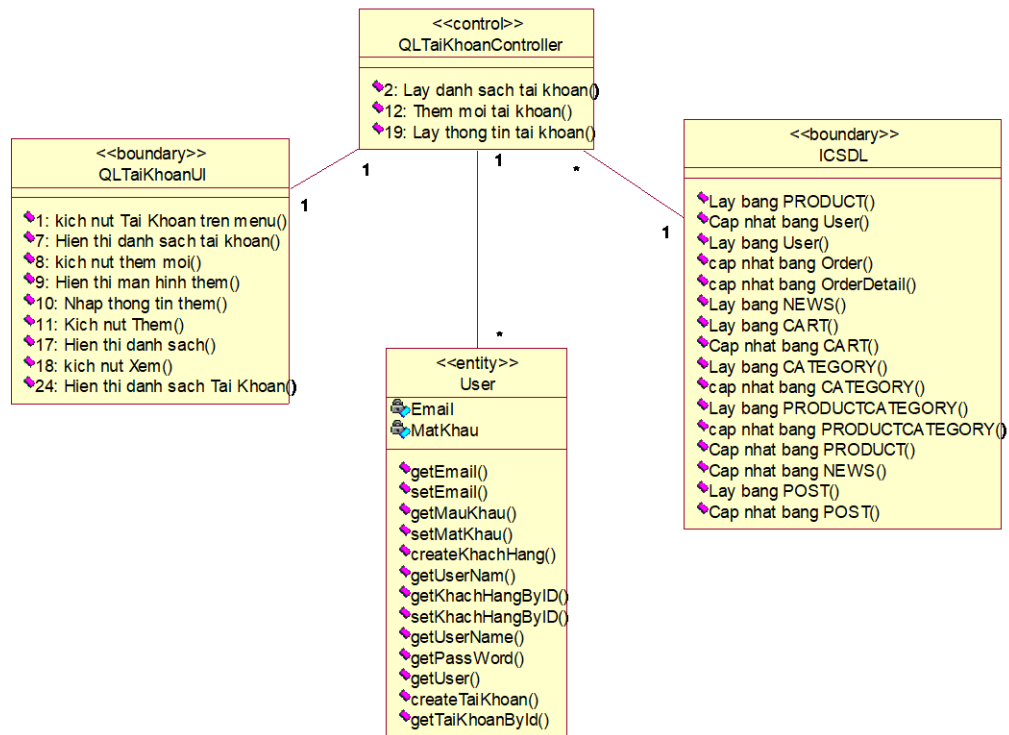 <<control>>
QLTaiKhoanController
2: Lay danh sach tai khoan()
12: Them moi tai khoan()
19: Lay thong tin tai khoan()
<<boundary>>
QLTaiKhoanUI
1: kich nut Tai Khoan tren menu()
7: Hien thi danh sach tai khoan()
8: kich nut them moi()
9: Hien thi man hinh them()
10: Nhap thong tin them()
11: Kich nut Them()
17: Hien thi danh sach()
18: kich nut Xem()
24: Hien thi danh sach Tai Khoan()
1
1
1
*
*
1
<<boundary>>
ICSDL
Lay bang PRODUCT()
Cap nhat bang User()
Lay bang User()
cap nhat bang Order()
cap nhat bang OrderDetail()
Lay bang NEWS()
Lay bang CART()
Cap nhat bang CART()
Lay bang CATEGORY()
cap nhat bang CATEGORY()
Lay bang PRODUCTCATEGORY()
cap nhat bang PRODUCTCATEGORY()
Cap nhat bang PRODUCT()
Cap nhat bang NEWS()
Lay bang POST()
Cap nhat bang POST()
<<entity>>
User
Email
MatKhau
getEmail()
setEmail()
getMauKhau()
setMatKhau()
createKhachHang()
getUserNam()
getKhachHangByID()
setKhachHangByID()
getUserName()
getPassWord()
getUser()
createTaiKhoan()
getTaiKhoanById()